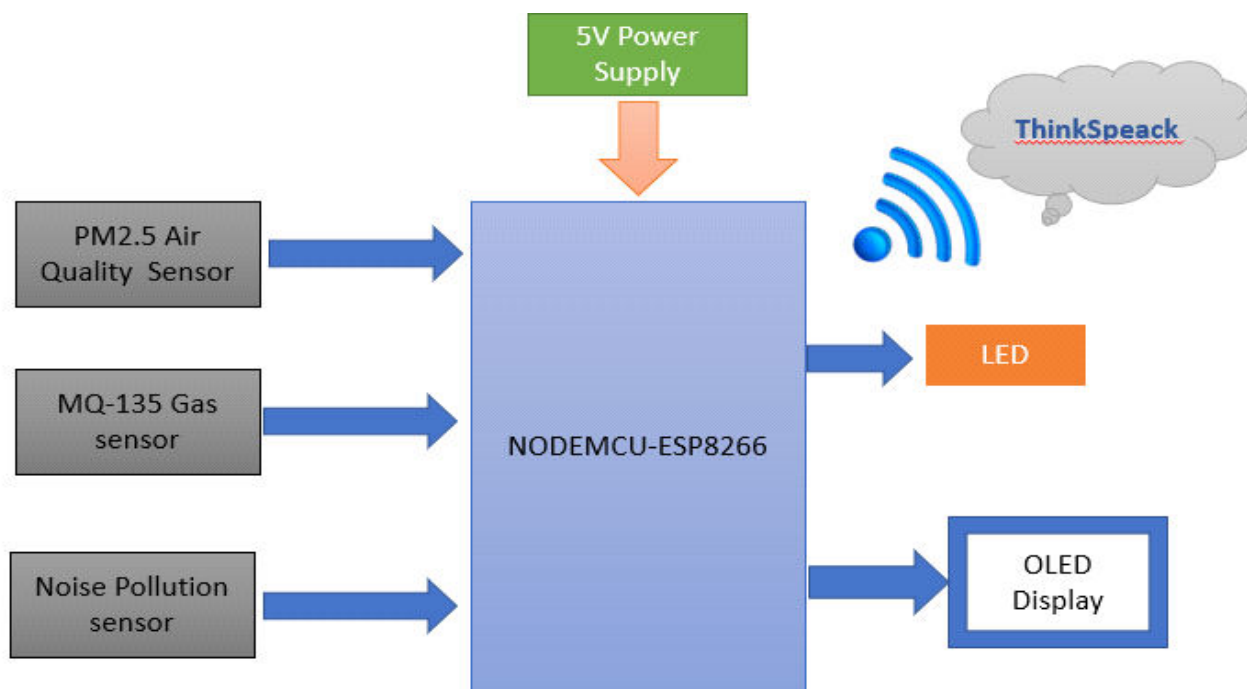 5V Power
Supply
ThinkSpeack
PM2.5 Air
Quality Sensor
LED
MQ-135 Gas
sensor
NODEMCU-ESP8266
Noise Pollution
sensor
OLED
Display